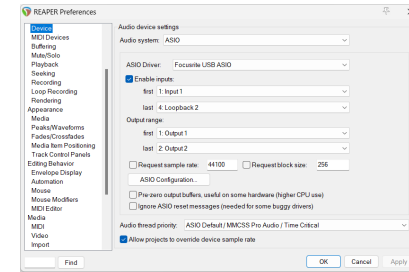 REAPER Preferences
Device
MIDI Devices
Buffering
Mute/Solo
Playback
Seeking
Recording
Loop Recording
Rendering
Appearance
Media
Peaks/Waveforms
Fades/Crossfades
Media Item Positioning
Track Control Panels
Editing Behavior
Envelope Display
Automation
Mouse
Mouse Modifiers
MIDI Editor
Media
MIDI
Video
Import
Find
Audio device settings
Audio system: ASIO
ASIO Driver: Focusrite USB ASIO
Enable inputs:
first 1: Input 1
last 4: Loopback 2
Output range:
first 1: Output 1
last 2: Output 2
Request sample rate: 44100 Request block size: 256
ASIO Configuration...
Pre-zero output buffers, useful on some hardware (higher CPU use)
Ignore ASIO reset messages (needed for some buggy drivers)
Audio thread priority: ASIO Default / MMCSS Pro Audio / Time Critical
Allow projects to override device sample rate
OK Cancel Apply